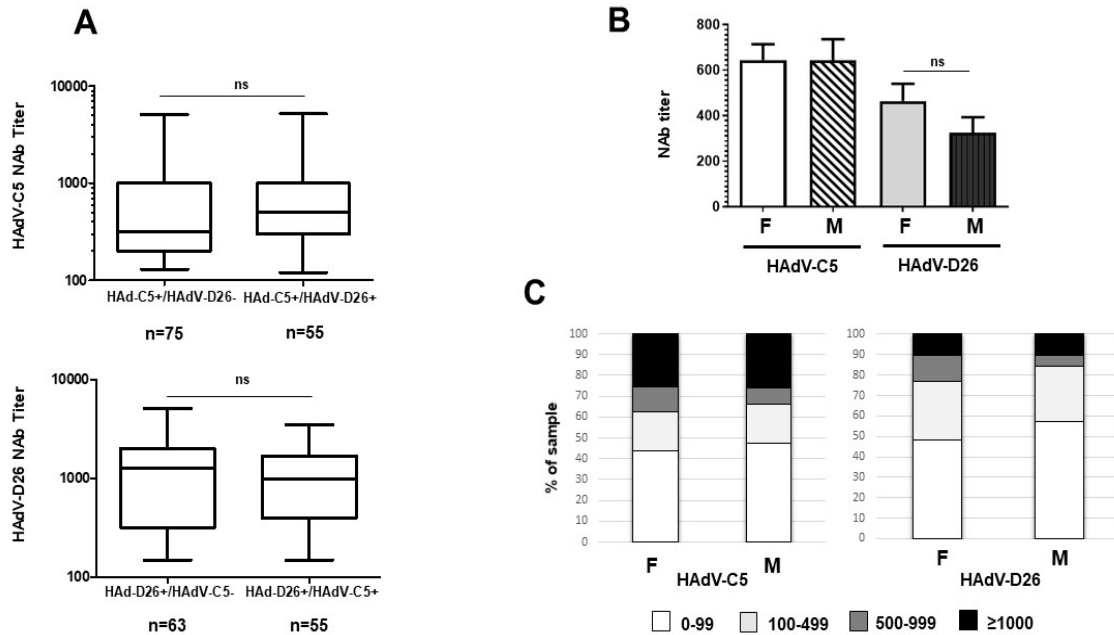 A
ns
HAdV-C5 NAb Titer
10000
1000
100
HAd-C5+/HAdV-D26-
HAd-C5+/HAdV-D26+
n=75
n=55
ns
HAdV-D26 NAb Titer
10000
1000
100
HAd-D26+/HAdV-C5-
HAd-D26+/HAdV-C5+
n=63
n=55
B
ns
NAb titer
800
600
400
200
0
F
M
F
M
HAdV-C5
HAdV-D26
C
% of sample
100
90
80
70
60
50
40
30
20
10
0
F
M
HAdV-C5
100
90
80
70
60
50
40
30
20
10
0
F
M
HAdV-D26
0-99
100-499
500-999
≥1000